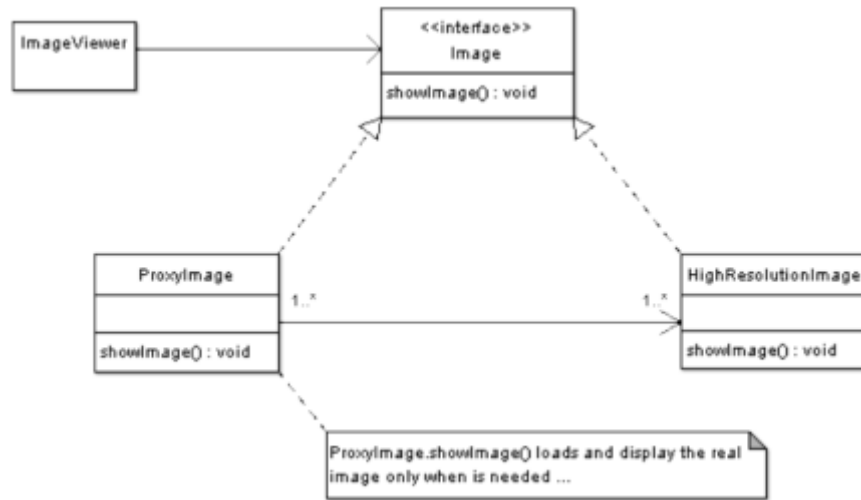 ImageViewer
<<interface>>
Image
showImage() : void
ProxyImage
1..*
1..*
HighResolutionImage
showImage() : void
showImage() : void
ProxyImage.showImage() loads and display the real
image only when is needed ...